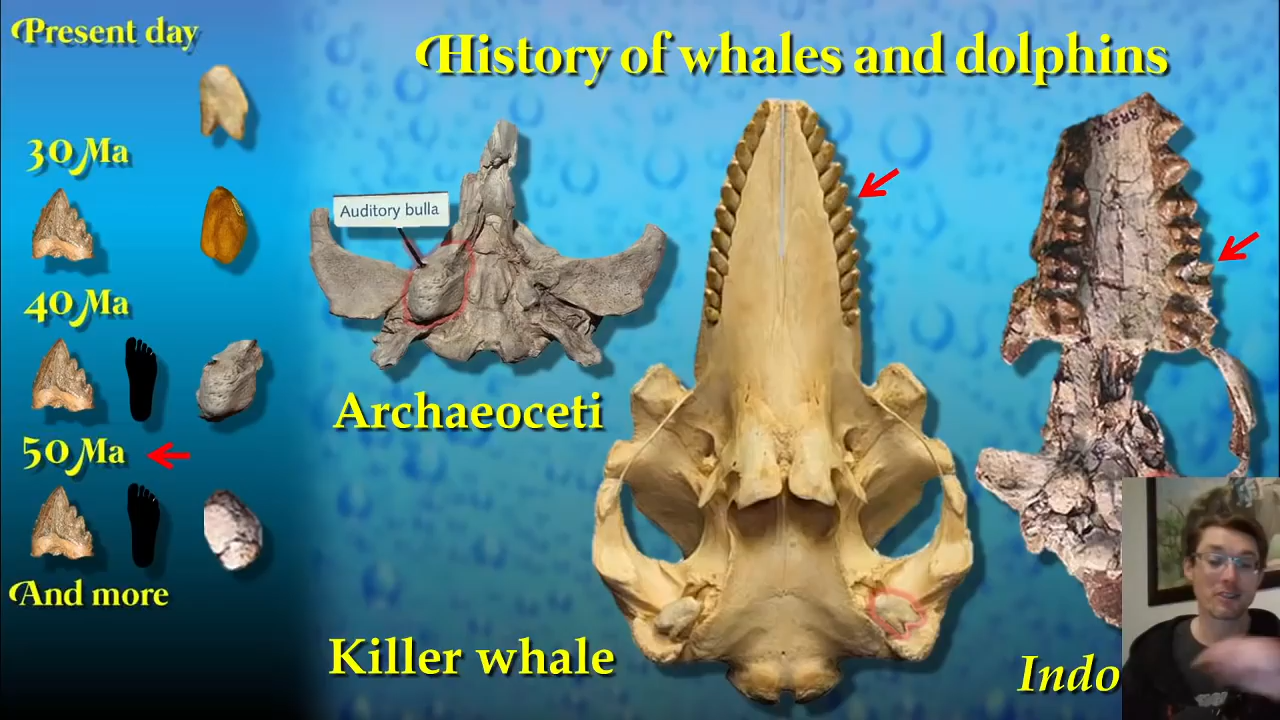 Present day
History of whales and dolphins
30 Ma
Auditory bulla
40 Ma
Archaeoceti
50 Ma
And more
Killer whale
Indo